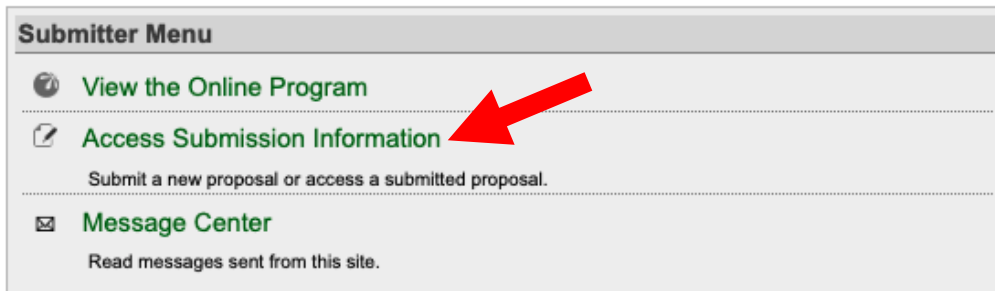 Submitter Menu
View the Online Program
Access Submission Information
Submit a new proposal or access a submitted proposal.
Message Center
Read messages sent from this site.